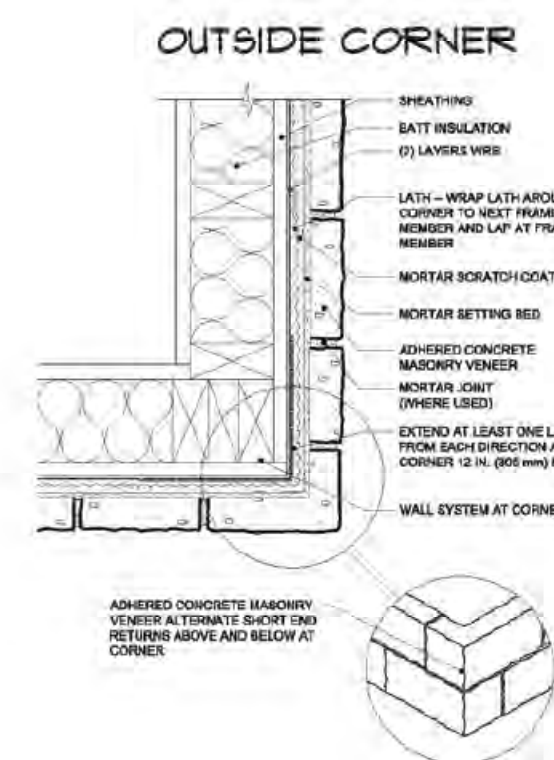 OUTSIDE CORNER
SHEATHING
BATT INSULATION
(2) LAYERS WRB
LATH – WRAP LATH AROU
CORNER TO NEXT FRAM
MEMBER AND LAP AT FRA
MEMBER
MORTAR SCRATCH COAT
MORTAR SETTING BED
ADHERED CONCRETE
MASONRY VENEER
MORTAR JOINT
(WHERE USED)
EXTEND AT LEAST ONE L
FROM EACH DIRECTION A
CORNER 12 IN. (305 mm)
WALL SYSTEM AT CORNE
ADHERED CONCRETE MASONRY
VENEER ALTERNATE SHORT END
RETURNS ABOVE AND BELOW AT
CORNER